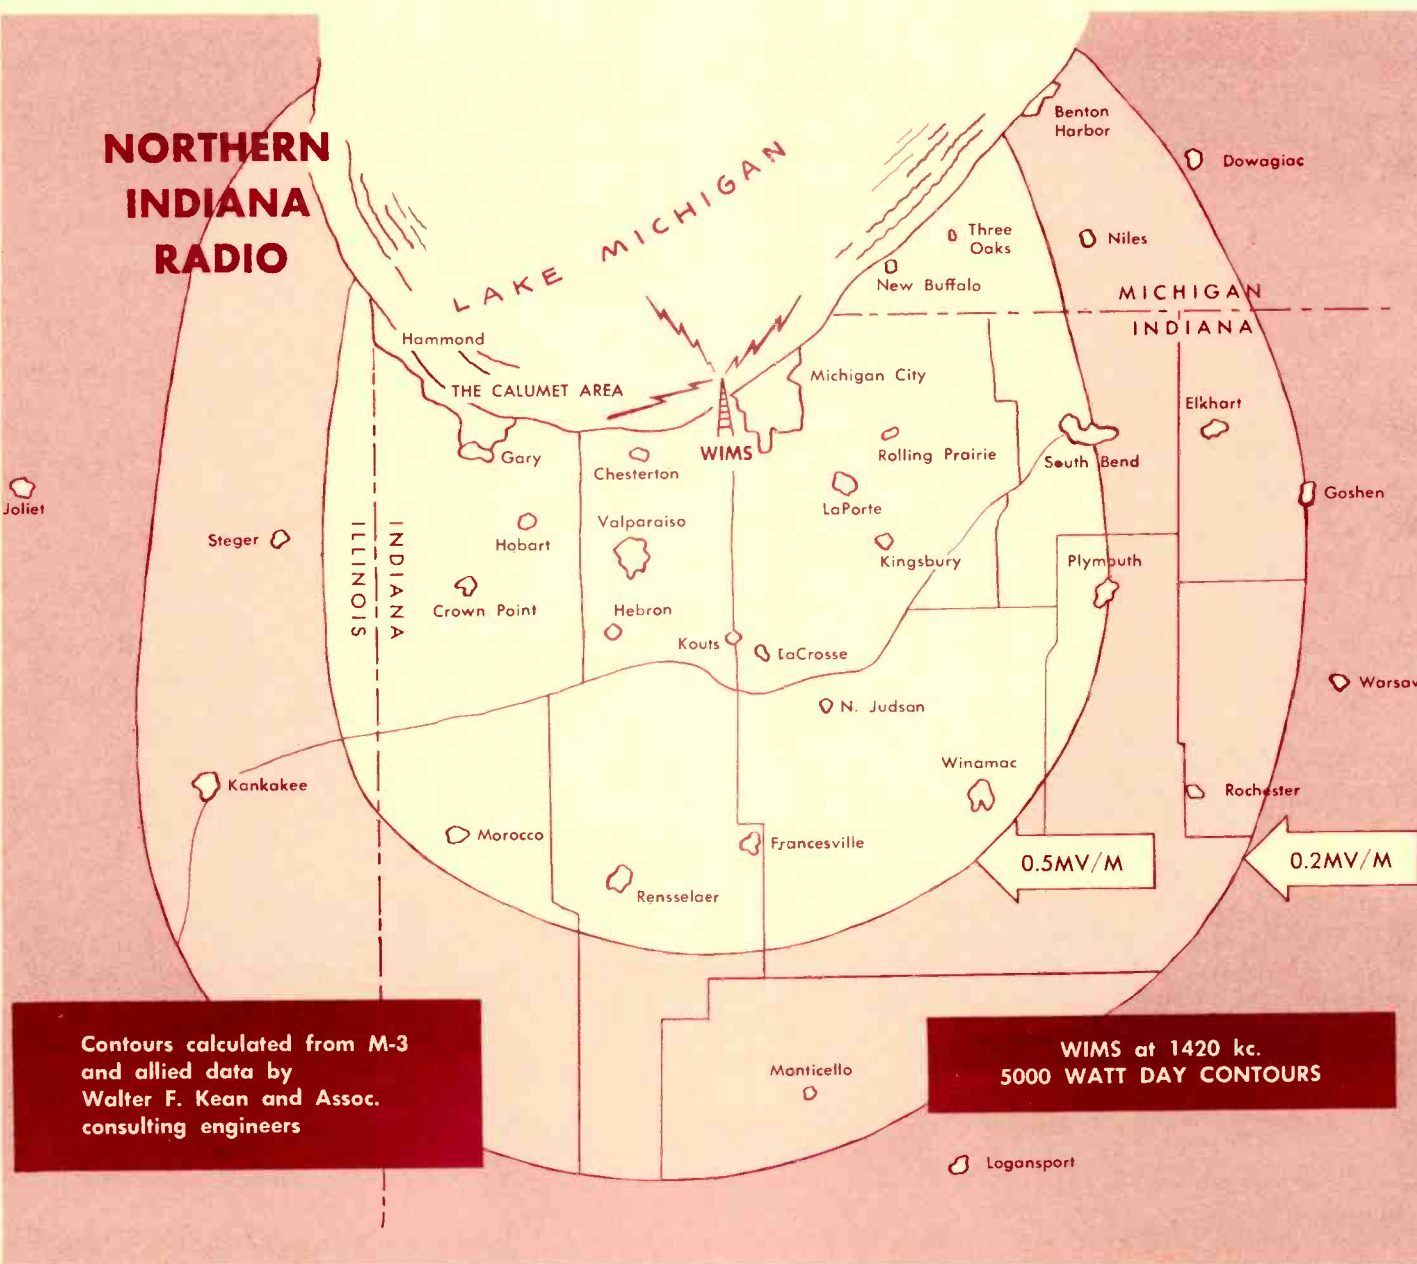 NORTHERN
INDIANA
RADIO
LAKE MICHIGAN
Benton
Harbor
Dowagiac
Three
Oaks
Niles
New Buffalo
MICHIGAN
INDIANA
Hammond
THE CALUMET AREA
Michigan City
Elkhart
Gary
Chesterton
WIMS
Rolling Prairie
South Bend
Goshen
Joliet
Steger
ILLINOIS
INDIANA
Hobart
Valparaiso
LaPorte
Kingsbury
Plymouth
Crown Point
Hebron
Kouts
LaCrosse
N. Judsan
Warsaw
Winamac
Kankakee
Rochester
Morocco
Francesville
0.5MV/M
0.2MV/M
Rensselaer
Contours calculated from M-3
and allied data by
Walter F. Kean and Assoc.
consulting engineers
Monticello
WIMS at 1420 kc.
5000 WATT DAY CONTOURS
Logansport